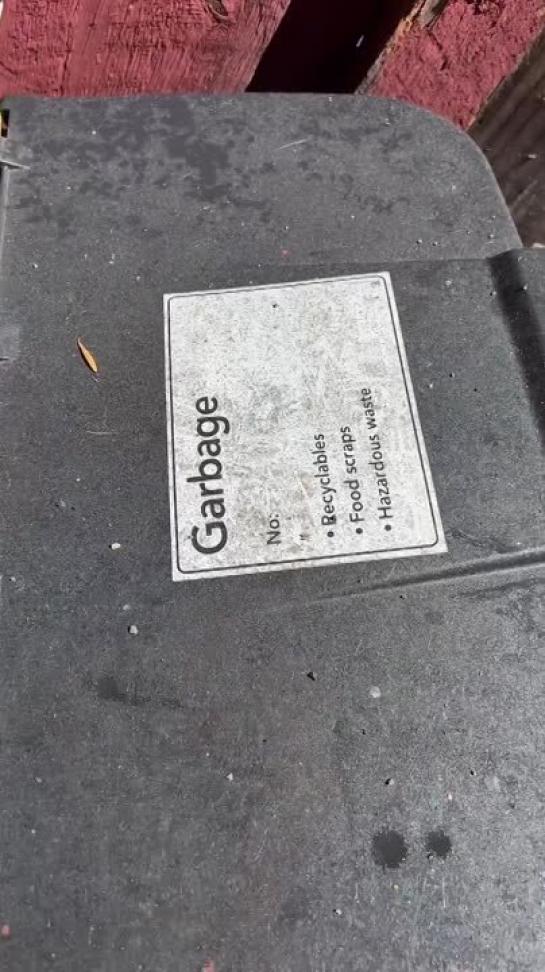 Garbage
No:
• Recyclables
• Food scraps
• Hazardous waste